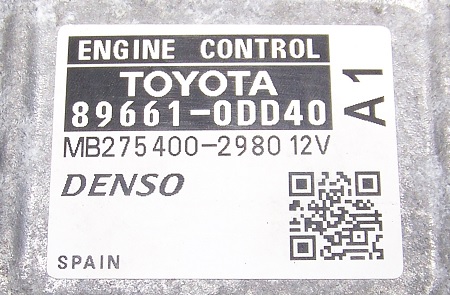 ENGINE CONTROL
TOYOTA
89661-0DD40
A1
MB275400-2980 12V
DENSO
SPAIN